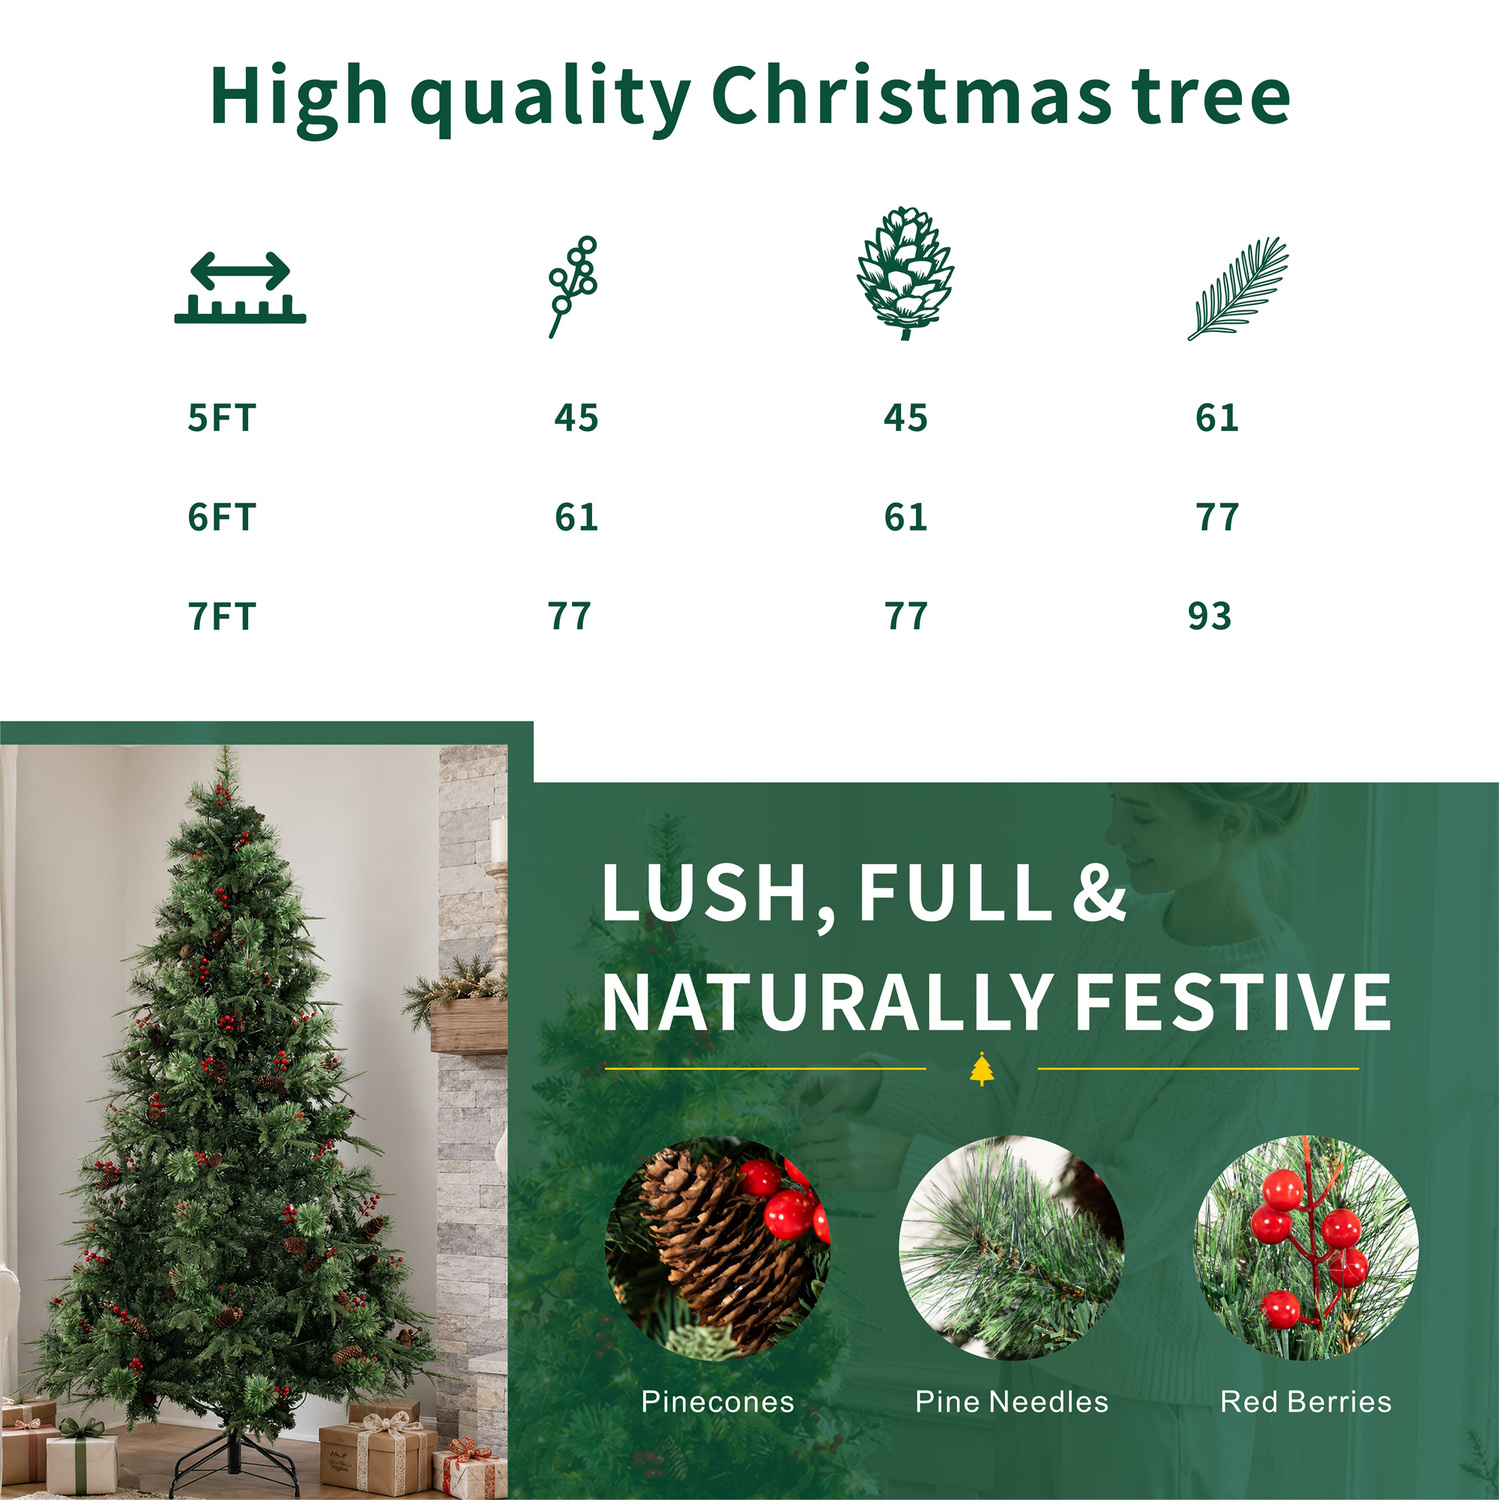 High quality Christmas tree
5FT 45 45 61
6FT 61 61 77
7FT 77 77 93
LUSH, FULL &
NATURALLY FESTIVE
Pinecones Pine Needles Red Berries